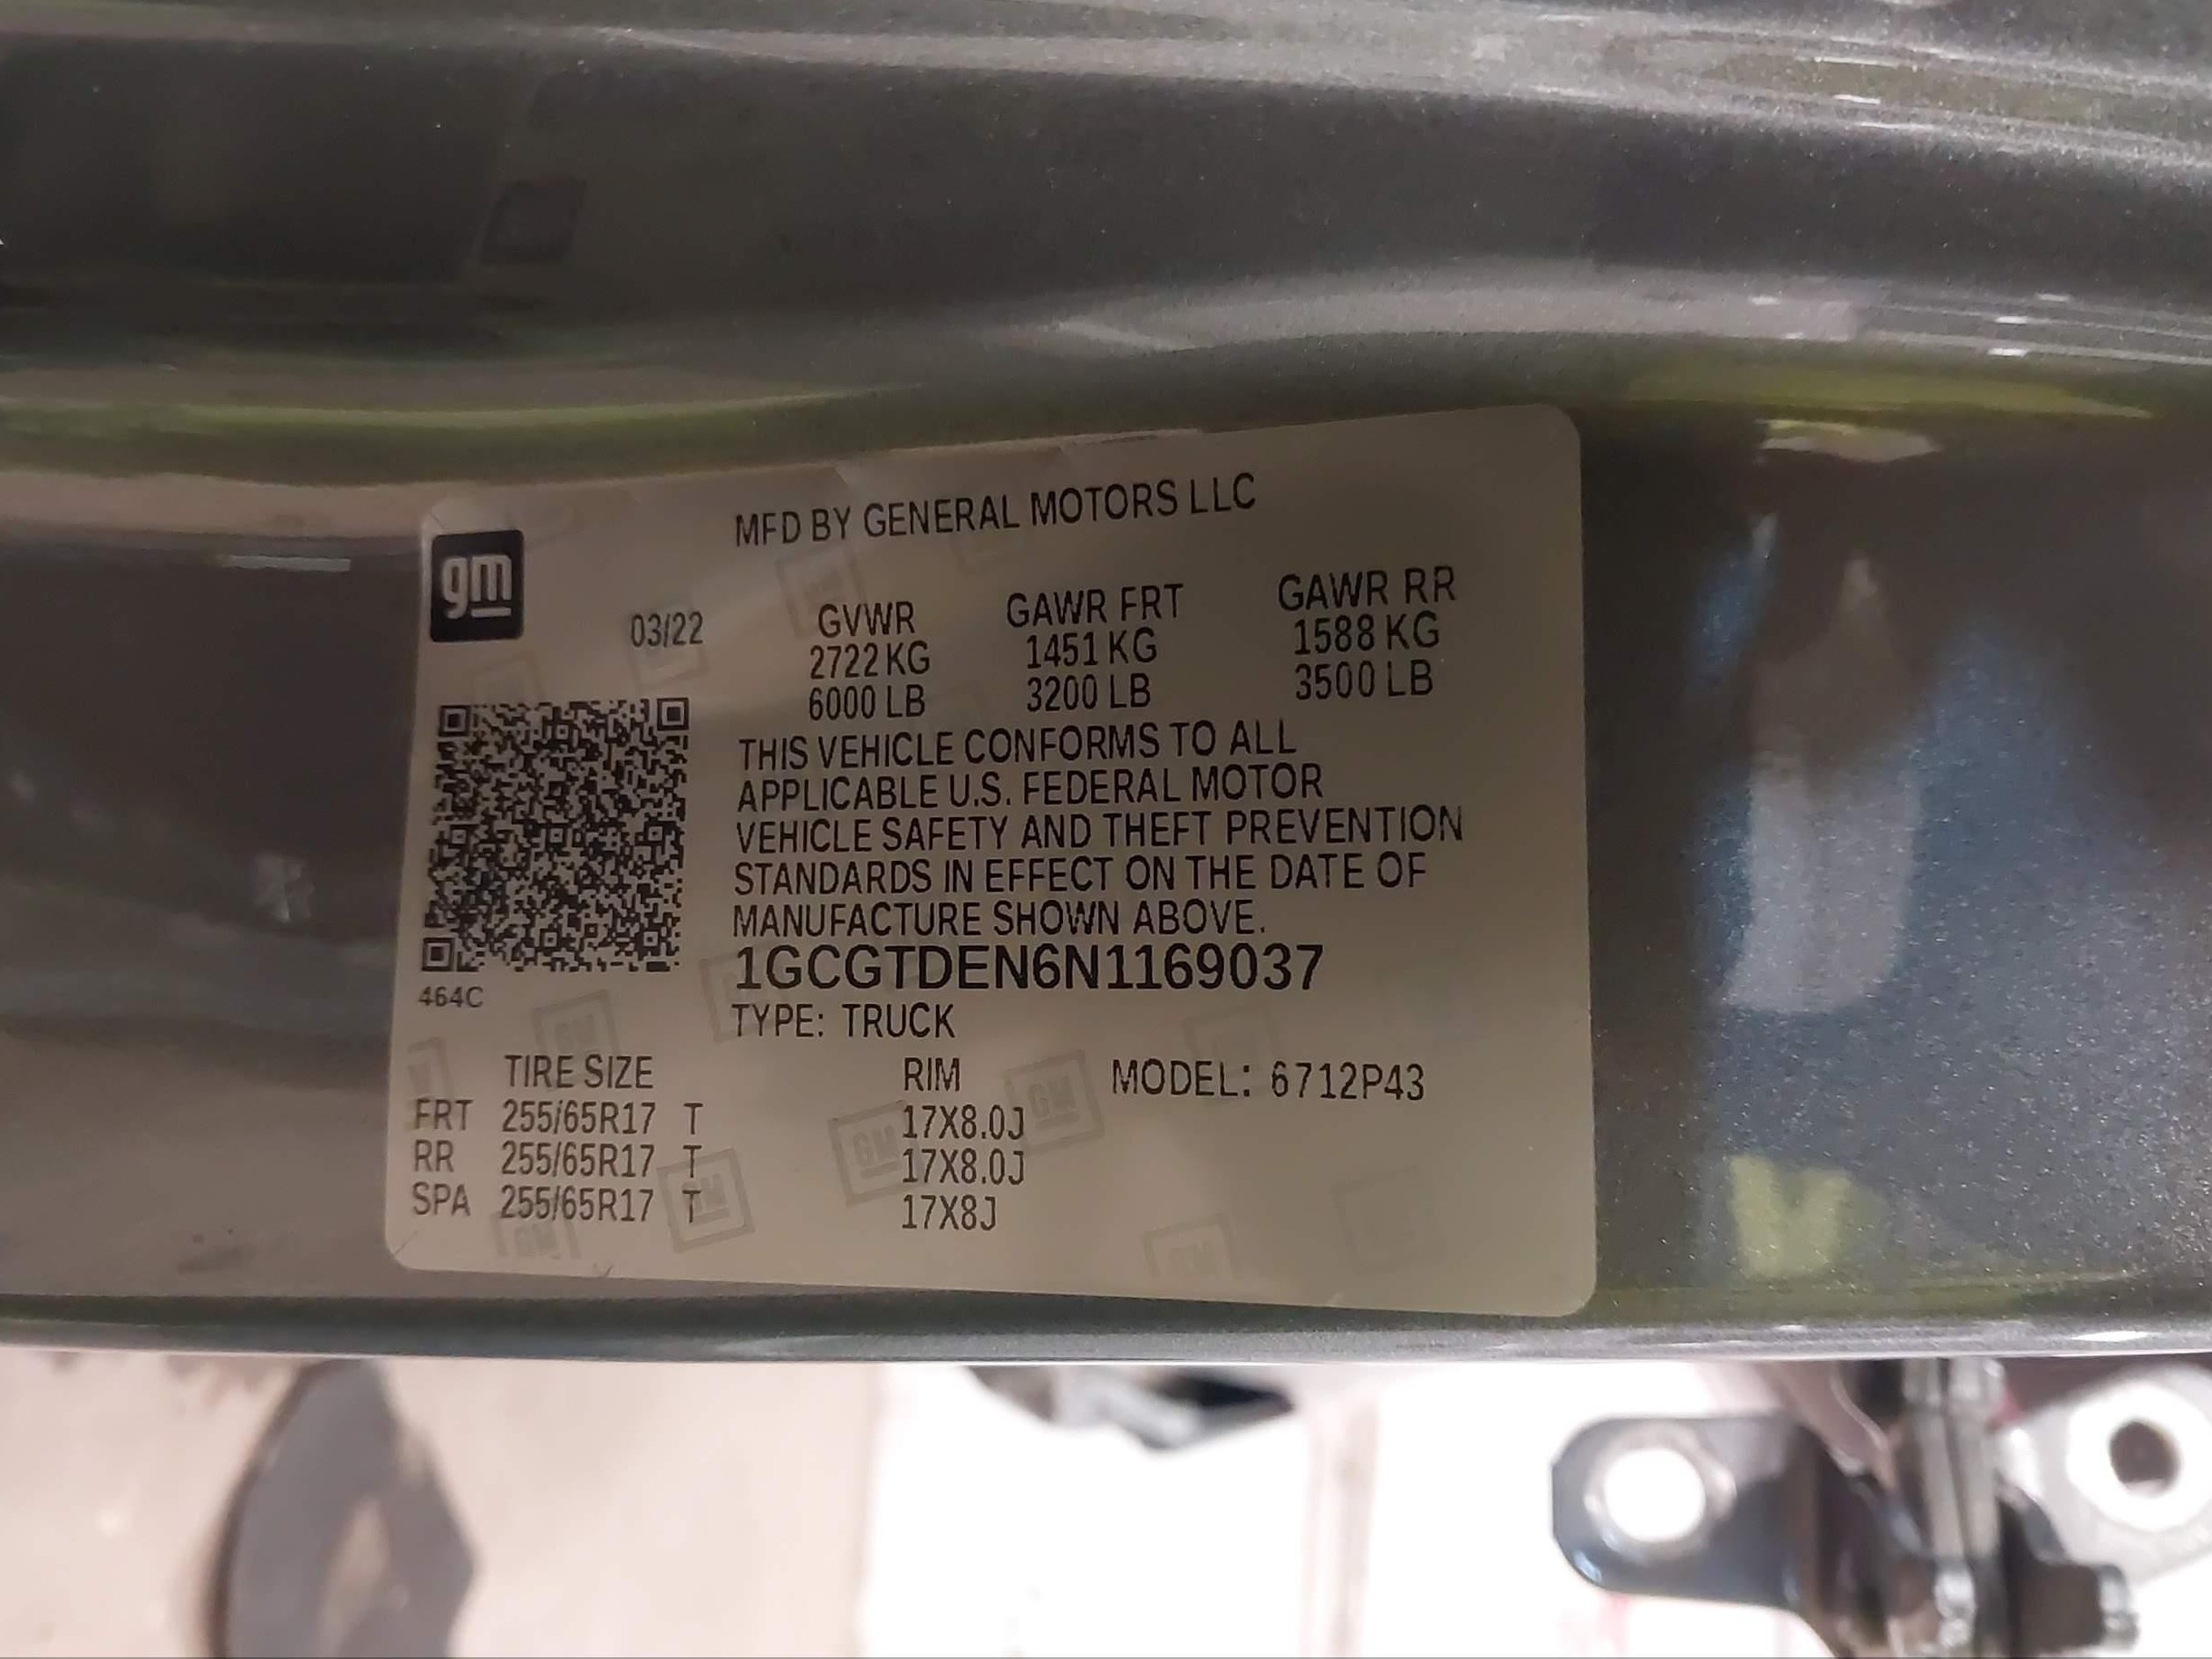 gm
MFD BY GENERAL MOTORS LLC
03/22
GVWR GAWR FRT GAWR RR
2722 KG 1451 KG 1588 KG
6000 LB 3200 LB 3500 LB
THIS VEHICLE CONFORMS TO ALL
APPLICABLE U.S. FEDERAL MOTOR
VEHICLE SAFETY AND THEFT PREVENTION
STANDARDS IN EFFECT ON THE DATE OF
MANUFACTURE SHOWN ABOVE.
1GCGTDEN6N1169037
464C
TYPE: TRUCK
TIRE SIZE RIM MODEL: 6712P43
FRT 255/65R17 T 17X8.0J
RR 255/65R17 T 17X8.0J
SPA 255/65R17 T 17X8J